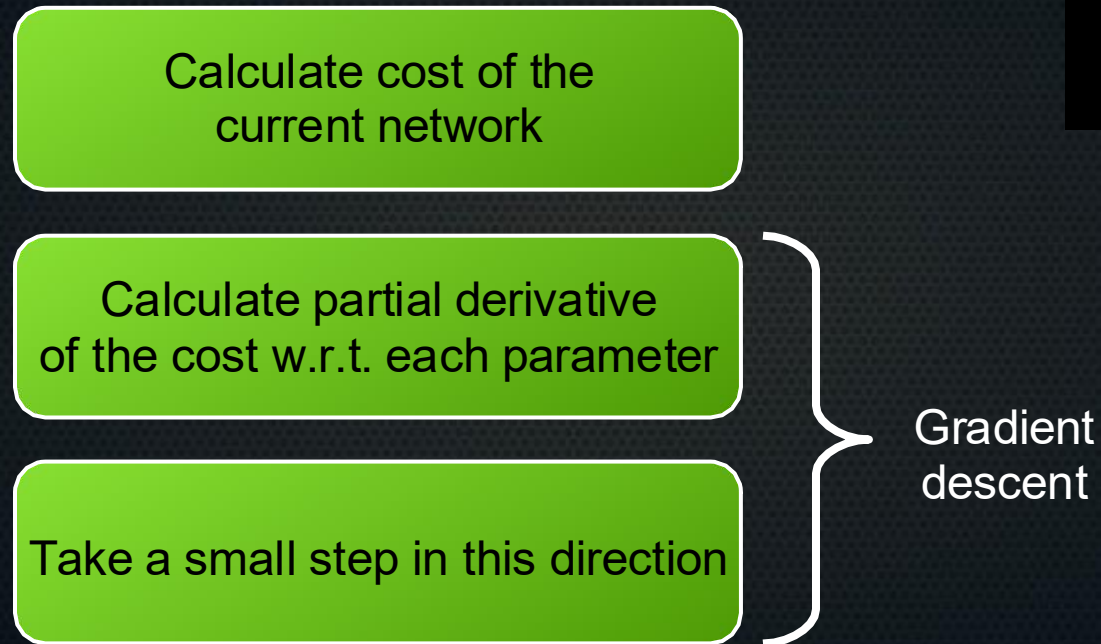 Calculate cost of the
current network
Calculate partial derivative
of the cost w.r.t. each parameter
Gradient
descent
Take a small step in this direction